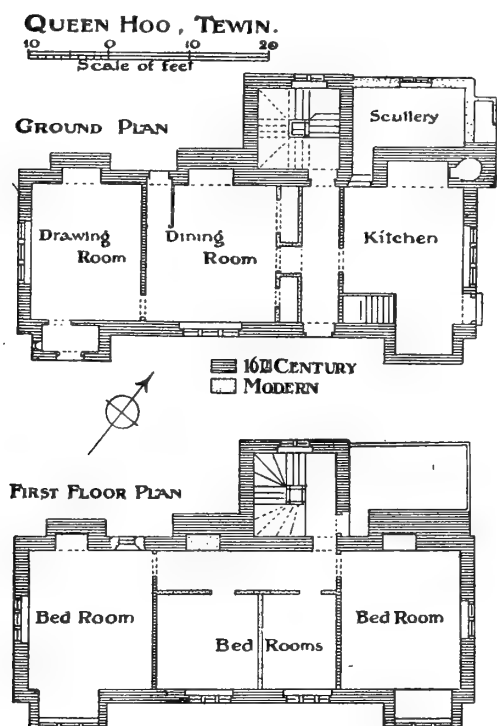 QUEEN HOO, TEWIN.
10 0 10 20
Scale of feet
GROUND PLAN
Scullery
Drawing Room
Dining Room
Kitchen
16TH CENTURY
MODERN
FIRST FLOOR PLAN
Bed Room
Bed Rooms
Bed Room